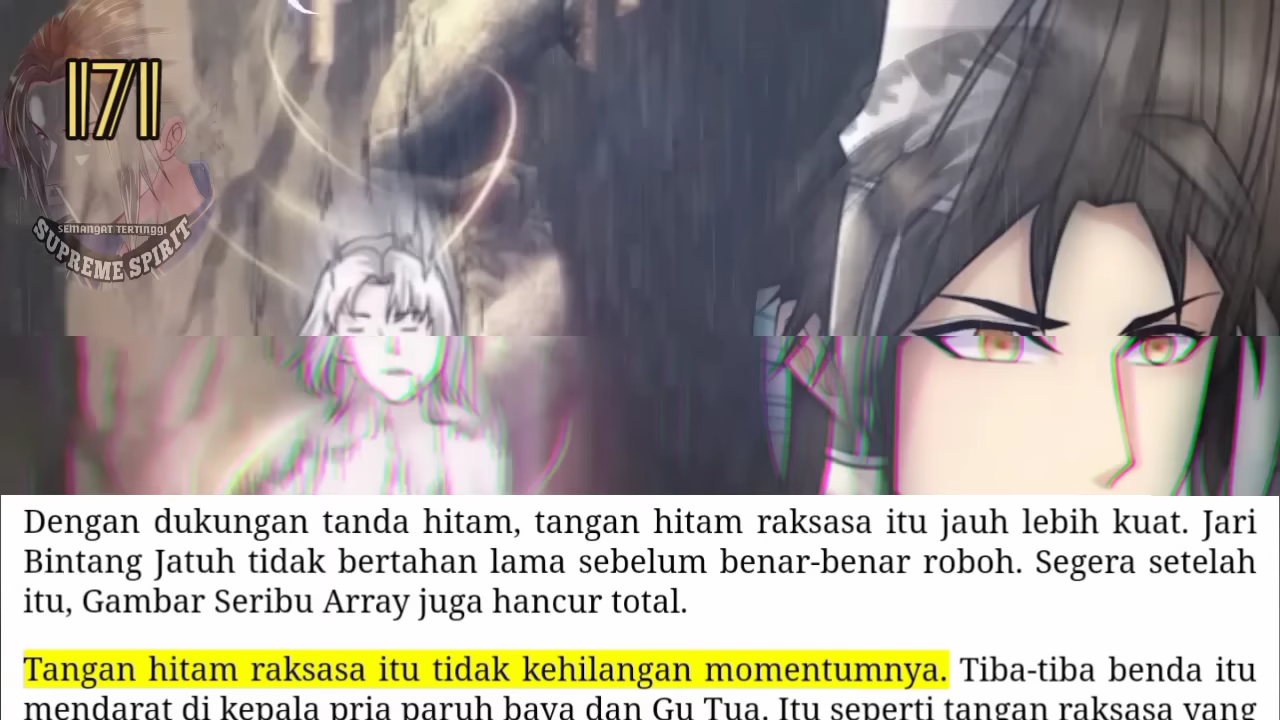 171
SEMANGAT TERTINGGI
SUPREME SPIRIT
Dengan dukungan tanda hitam, tangan hitam raksasa itu jauh lebih kuat. Jari
Bintang Jatuh tidak bertahan lama sebelum benar-benar roboh. Segera setelah
itu, Gambar Seribu Array juga hancur total.
Tangan hitam raksasa itu tidak kehilangan momentumnya. Tiba-tiba benda itu
mendarat di kepala pria paruh baya dan Gu Tua. Itu seperti tangan raksasa yang